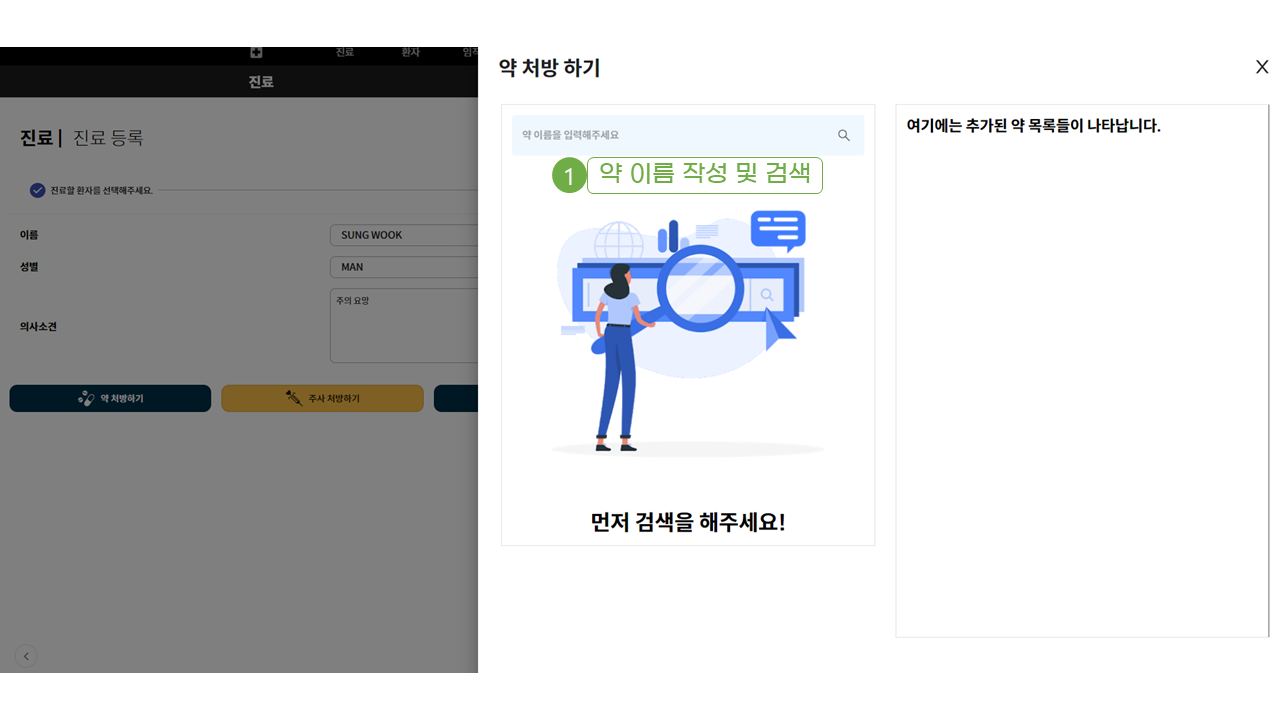 진료
환자
진료
진료 | 진료 등록
진료할 환자를 선택해주세요.
이름
SUNG WOOK
성별
MAN
의사소견
주의 요망
약 처방하기
주사 처방하기
약 처방 하기
X
약 이름을 입력해주세요
1 약 이름 작성 및 검색
먼저 검색을 해주세요!
여기에는 추가된 약 목록들이 나타납니다.